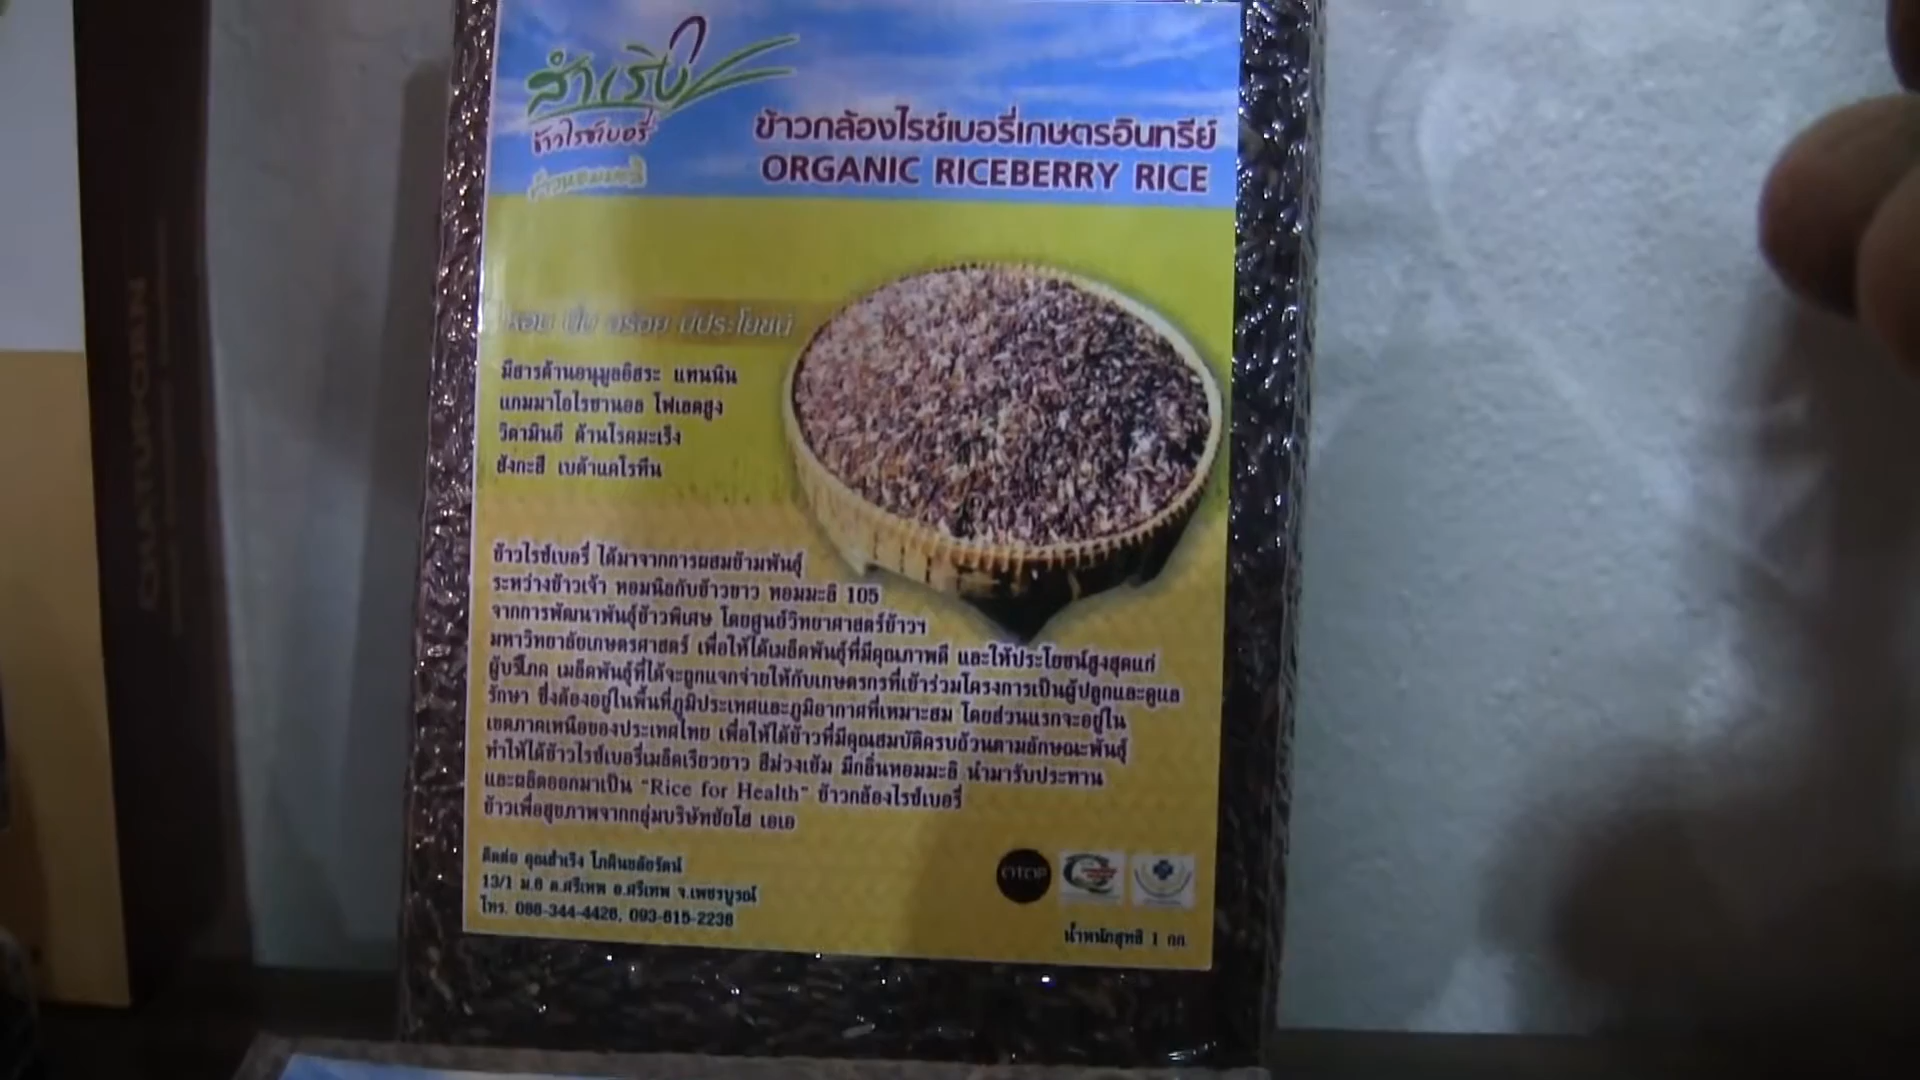 สำเริง
ข้าวไรซ์เบอรี่
ข้าวหอมมะลิ
ข้าวกล้องไรซ์เบอรี่เกษตรอินทรีย์
ORGANIC RICEBERRY RICE
หอม นุ่ม อร่อย มีประโยชน์
มีสารต้านอนุมูลอิสระ แทนนิน
แกมมาโอไรซานอล โฟเลตสูง
วิตามินอี ต้านโรคมะเร็ง
สังกะสี เบต้าแคโรทีน
ข้าวไรซ์เบอรี่ ได้มาจากการผสมข้ามพันธุ์
ระหว่างข้าวเจ้า หอมนิลกับข้าวขาว หอมมะลิ 105
จากการพัฒนาพันธุ์ข้าวพิเศษ โดยศูนย์วิทยาศาสตร์ข้าวฯ
มหาวิทยาลัยเกษตรศาสตร์ เพื่อให้ได้เมล็ดพันธุ์ที่มีคุณภาพดี และให้ประโยชน์สูงสุดแก่
ผู้บริโภค เมล็ดพันธุ์ที่ได้จะถูกแจกจ่ายให้กับเกษตรกรที่เข้าร่วมโครงการเป็นผู้ปลูกและดูแล
รักษา ซึ่งต้องอยู่ในพื้นที่ภูมิประเทศและภูมิอากาศที่เหมาะสม โดยส่วนแรกจะอยู่ใน
เขตภาคเหนือของประเทศไทย เพื่อให้ได้ข้าวที่มีคุณสมบัติครบถ้วนตามลักษณะพันธุ์
ทำให้ได้ข้าวไรซ์เบอรี่เมล็ดเรียวยาว สีม่วงเข้ม มีกลิ่นหอมมะลิ นำมารับประทาน
และผลิตออกมาเป็น "Rice for Health" ข้าวกล้องไรซ์เบอรี่
ข้าวเพื่อสุขภาพจากกลุ่มบริษัทชัยโส เอเอ
ติดต่อ คุณสำเริง
13/1 ม.6 ต.ศรีเทพ อ.ศรีเทพ จ.เพชรบูรณ์
โทร. 086-344-4426, 093-615-2236
OTOP
น้ำหนักสุทธิ 1 กก.
CHATUPORN